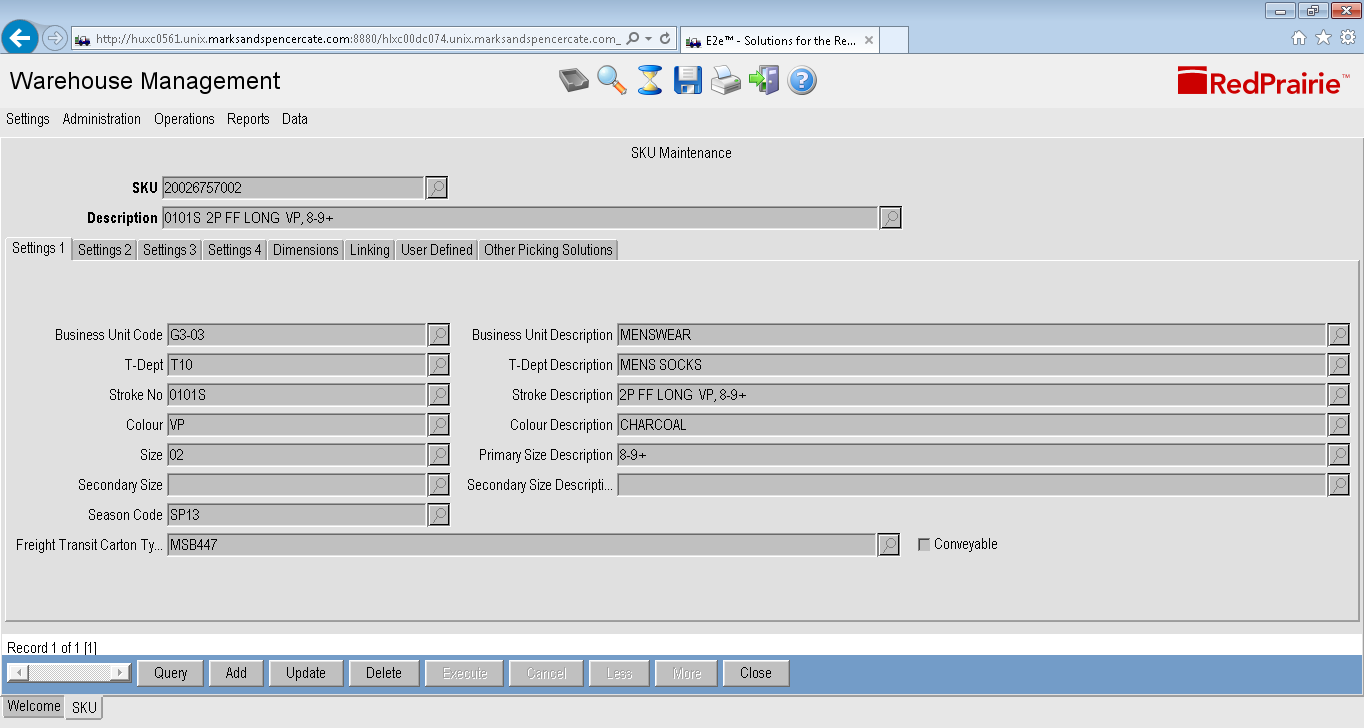 http://huxc0561.unix.marksandspencercate.com:8880/hlxc00dc074.unix.marksandspencercate.com_
E2e™ - Solutions for the Re...
Warehouse Management
RedPrairie™
Settings Administration Operations Reports Data
SKU Maintenance
SKU 20026757002
Description 0101S 2P FF LONG VP, 8-9+
Settings 1 Settings 2 Settings 3 Settings 4 Dimensions Linking User Defined Other Picking Solutions
Business Unit Code G3-03 Business Unit Description MENSWEAR
T-Dept T10 T-Dept Description MENS SOCKS
Stroke No 0101S Stroke Description 2P FF LONG VP, 8-9+
Colour VP Colour Description CHARCOAL
Size 02 Primary Size Description 8-9+
Secondary Size Secondary Size Descripti...
Season Code SP13
Freight Transit Carton Ty... MSB447 Conveyable
Record 1 of 1 [1]
Query Add Update Delete Execute Cancel Less More Close
Welcome SKU